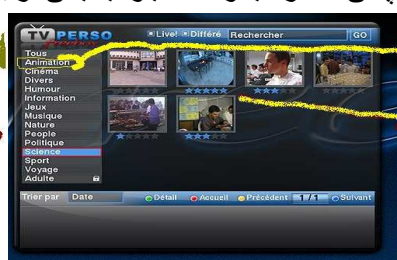 TV PERSO
Live! Différé Rechercher GO
Tous
Animation
Cinéma
Divers
Humour
Information
Jeux
Musique
Nature
People
Politique
Science
Sport
Voyage
Adulte
Trier par Date Détail Accueil Précédent 1/1 Suivant